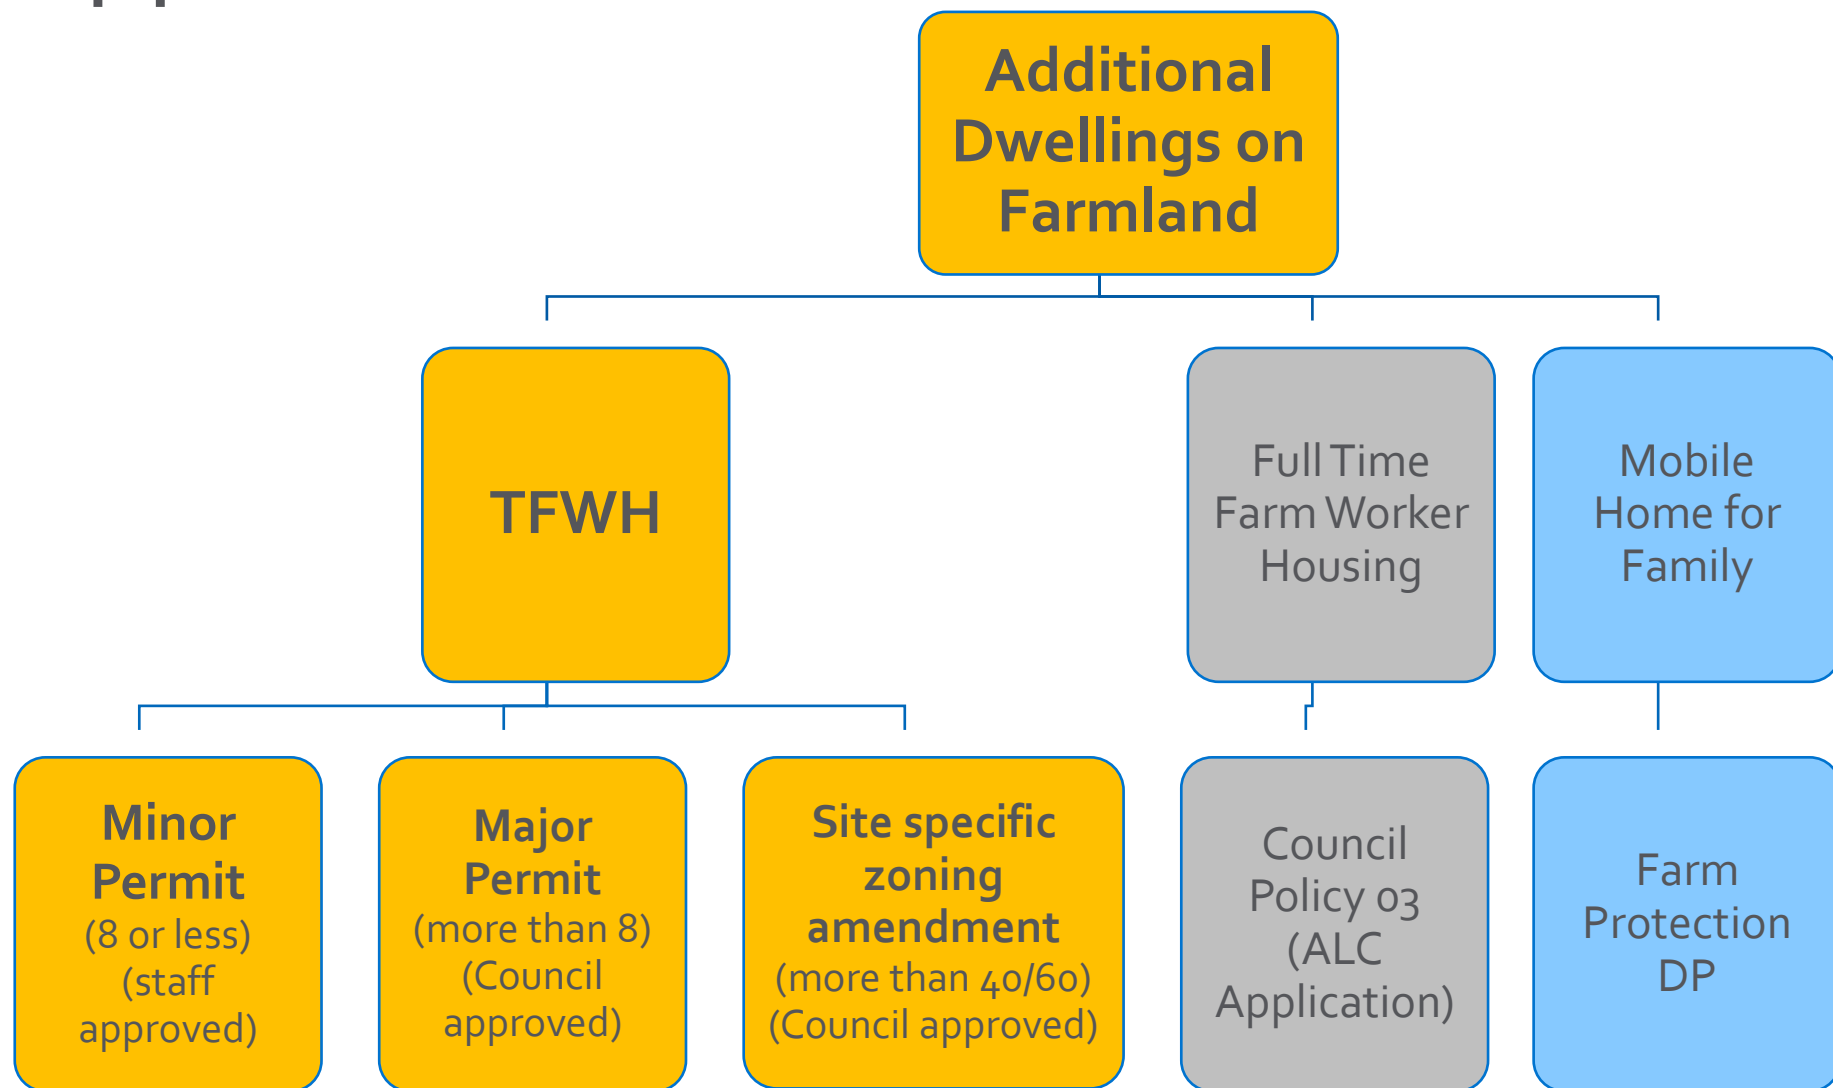 Additional
Dwellings on
Farmland
TFWH
Full Time
Farm Worker
Housing
Mobile
Home for
Family
Minor
Permit
(8 or less)
(staff
approved)
Major
Permit
(more than 8)
(Council
approved)
Site specific
zoning
amendment
(more than 40/60)
(Council approved)
Council
Policy 03
(ALC
Application)
Farm
Protection
DP